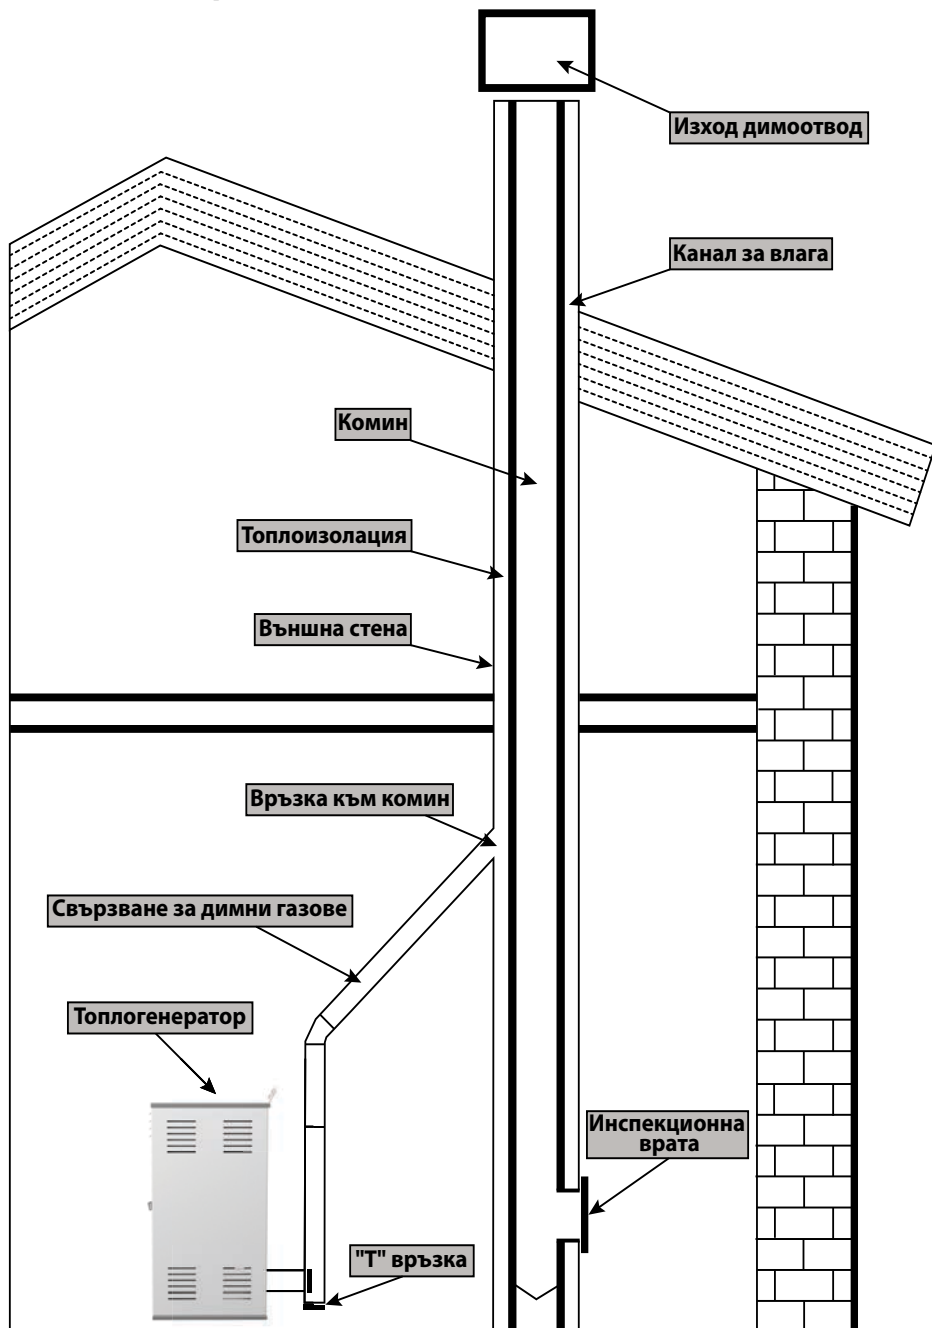 Изход димоотвод
Канал за влага
Комин
Топлоизолация
Външна стена
Връзка към комин
Свързване за димни газове
Топлогенератор
Инспекционна
врата
"Т" връзка